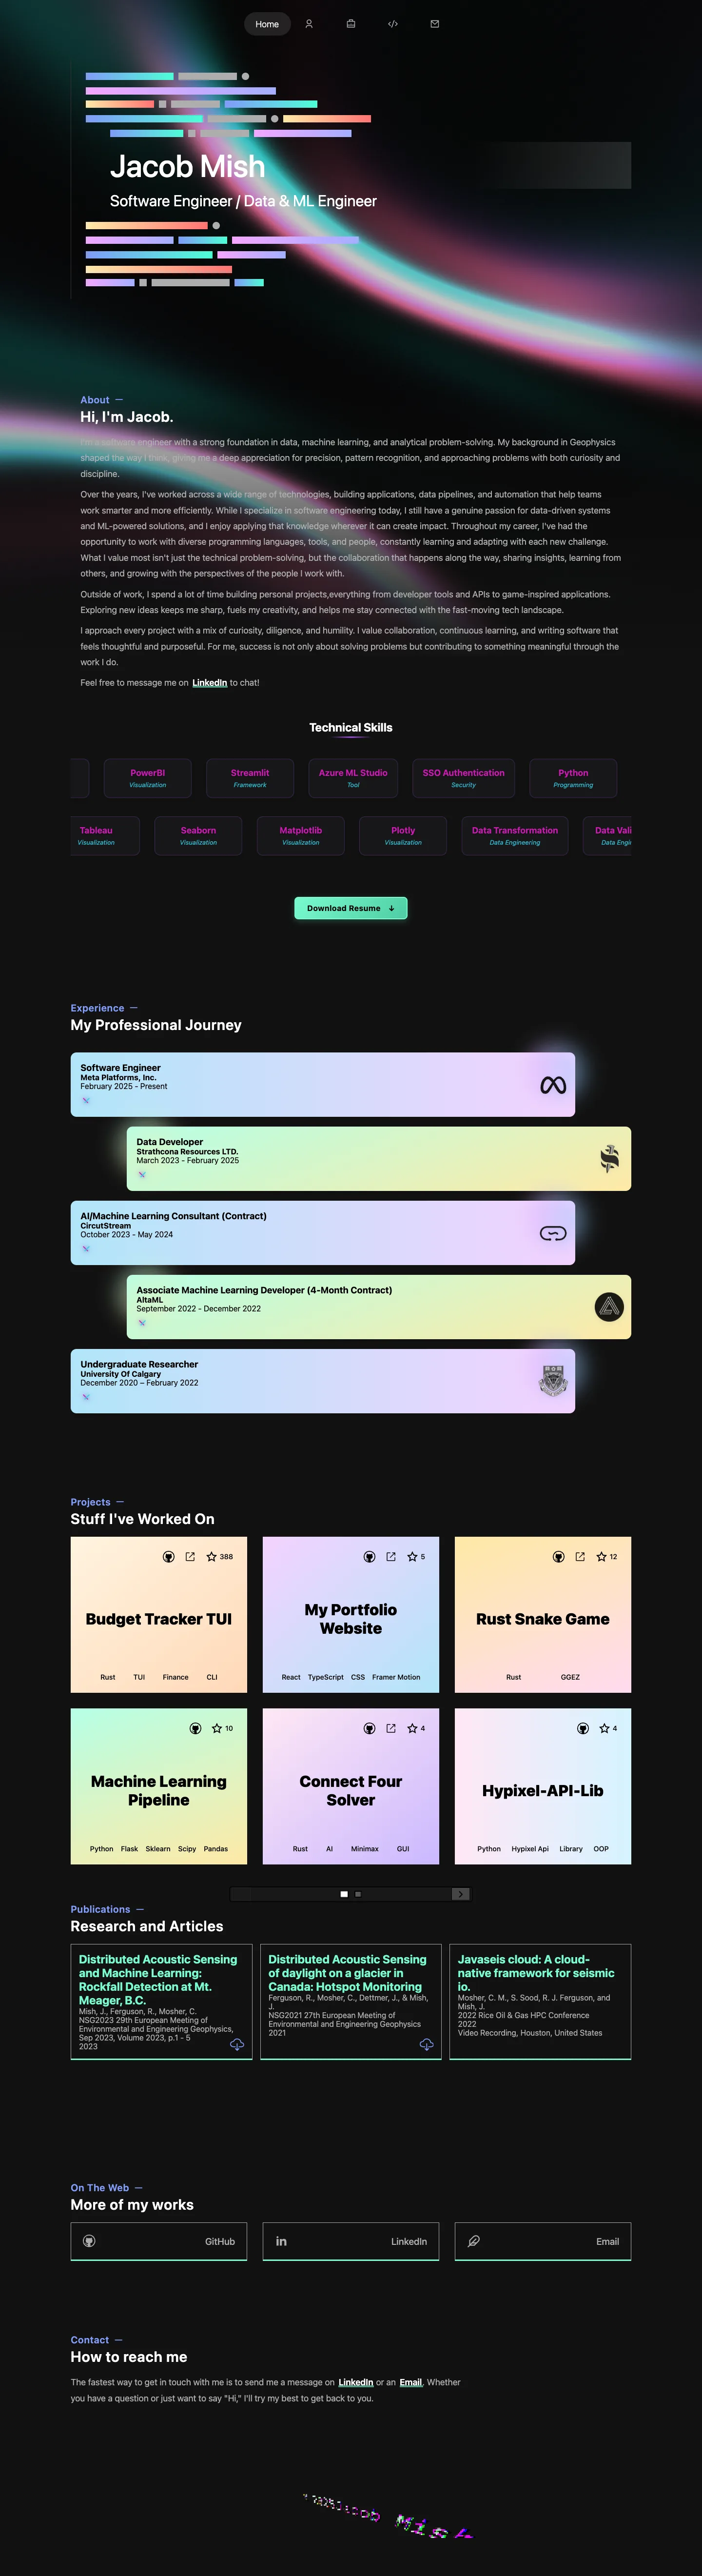 Home
Jacob Mish
Software Engineer / Data & ML Engineer
About
Hi, I'm Jacob.
I'm a software engineer with a strong foundation in data, machine learning, and analytical problem-solving. My background in Geophysics
shaped the way I think, giving me a deep appreciation for precision, pattern recognition, and approaching problems with both curiosity and
discipline.
Over the years, I've worked across a wide range of technologies, building applications, data pipelines, and automation that help teams
work smarter and more efficiently. While I specialize in software engineering today, I still have a genuine passion for data-driven systems
and ML-powered solutions, and I enjoy applying that knowledge wherever it can create impact. Throughout my career, I've had the
opportunity to work with diverse programming languages, tools, and people, constantly learning and adapting with each new challenge.
What I value most isn't just the technical problem-solving, but the collaboration that happens along the way, sharing insights, learning from
others, and growing with the perspectives of the people I work with.
Outside of work, I spend a lot of time building personal projects,everything from developer tools and APIs to game-inspired applications.
Exploring new ideas keeps me sharp, fuels my creativity, and helps me stay connected with the fast-moving tech landscape.
I approach every project with a mix of curiosity, diligence, and humility. I value collaboration, continuous learning, and writing software that
feels thoughtful and purposeful. For me, success is not only about solving problems but contributing to something meaningful through the
work I do.
Feel free to message me on LinkedIn to chat!
Technical Skills
PowerBI Streamlit Azure ML Studio SSO Authentication Python
Visualization Framework Tool Security Programming
Tableau Seaborn Matplotlib Plotly Data Transformation Data Vali
Visualization Visualization Visualization Visualization Data Engineering Data Engin
Download Resume ↓
Experience
My Professional Journey
Software Engineer
Meta Platforms, Inc.
February 2025 - Present
Data Developer
Strathcona Resources LTD.
March 2023 - February 2025
AI/Machine Learning Consultant (Contract)
CircutStream
October 2023 - May 2024
Associate Machine Learning Developer (4-Month Contract)
AltaML
September 2022 - December 2022
Undergraduate Researcher
University Of Calgary
December 2020 – February 2022
Projects
Stuff I've Worked On
388
Budget Tracker TUI
Rust TUI Finance CLI
5
My Portfolio
Website
React TypeScript CSS Framer Motion
12
Rust Snake Game
Rust GGEZ
10
Machine Learning
Pipeline
Python Flask Sklearn Scipy Pandas
4
Connect Four
Solver
Rust AI Minimax GUI
4
Hypixel-API-Lib
Python Hypixel Api Library OOP
Publications
Research and Articles
Distributed Acoustic Sensing
and Machine Learning:
Rockfall Detection at Mt.
Meager, B.C.
Mish, J., Ferguson, R., Mosher, C.
NSG2023 29th European Meeting of
Environmental and Engineering Geophysics,
Sep 2023, Volume 2023, p.1 - 5
2023
Distributed Acoustic Sensing
of daylight on a glacier in
Canada: Hotspot Monitoring
Ferguson, R., Mosher, C., Dettmer, J., & Mish,
J.
NSG2021 27th European Meeting of
Environmental and Engineering Geophysics
2021
Javaseis cloud: A cloud-
native framework for seismic
io.
Mosher, C. M., S. Sood, R. J. Ferguson, and
Mish, J.
2022 Rice Oil & Gas HPC Conference
2022
Video Recording, Houston, United States
On The Web
More of my works
GitHub
LinkedIn
Email
Contact
How to reach me
The fastest way to get in touch with me is to send me a message on LinkedIn or an Email. Whether
you have a question or just want to say "Hi," I'll try my best to get back to you.
Mish